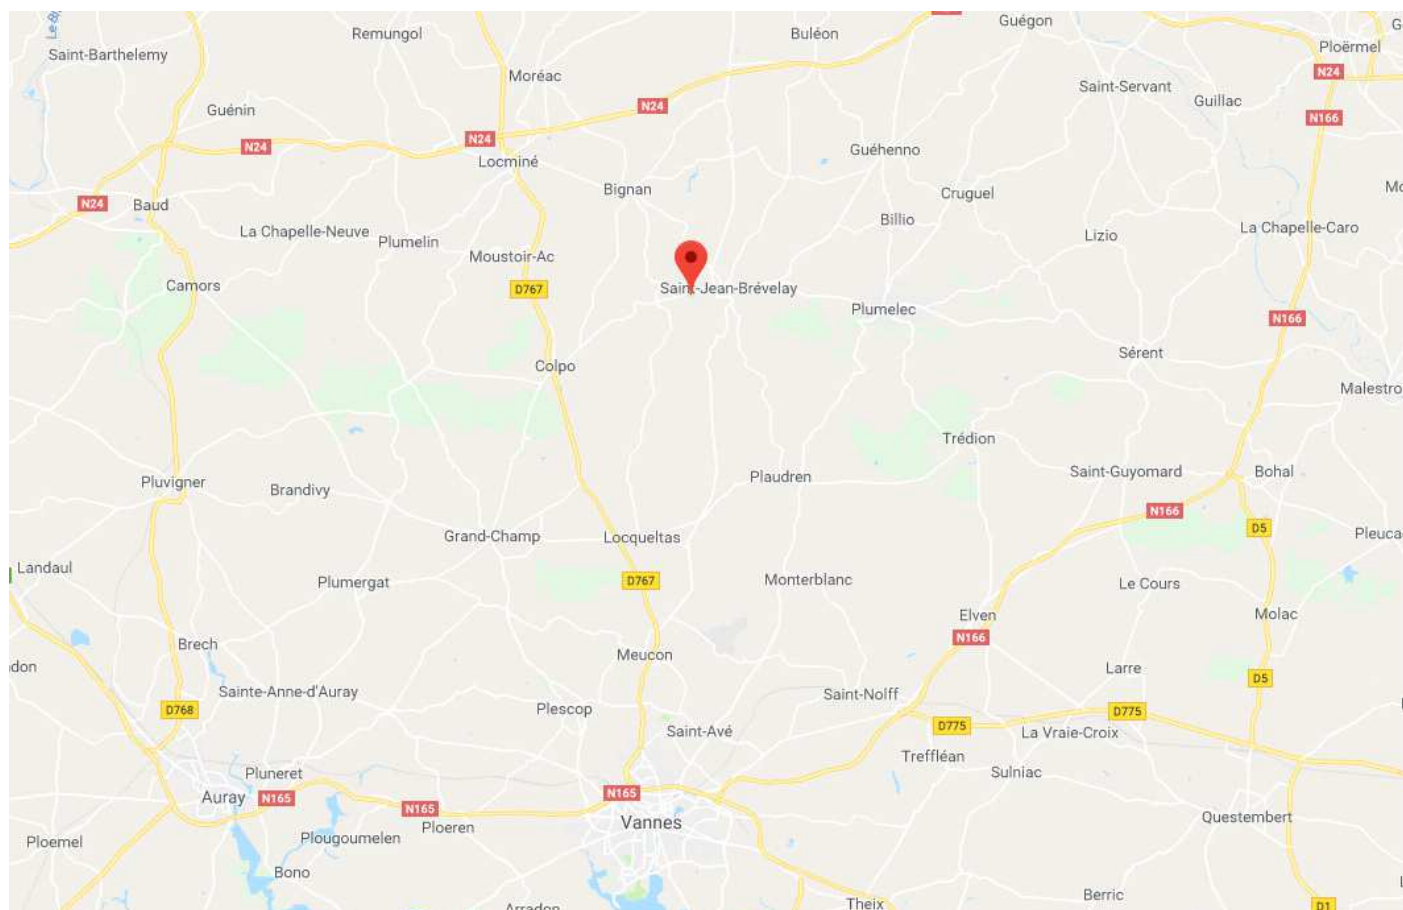 Guégon
Remungol
Buléon
Saint-Barthelemy
Ploërmel
Moréac
N24
Saint-Servant
Guillac
Guénin
N24
N166
N24
N24
Locminé
Guéhenno
Bignan
Cruguel
N24
Baud
Billio
La Chapelle-Neuve
Plumelin
Lizio
La Chapelle-Caro
Moustoir-Ac
Camors
D767
Saint-Jean-Brévelay
Plumelec
N166
Sérent
Colpo
Malestro
Trédion
Saint-Guyomard
Bohal
Pluvigner
Brandivy
Plaudren
N166
D5
Grand-Champ
Locqueltas
Pleuca
Landaul
Plumergat
D767
Monterblanc
Le Cours
Elven
Molac
N166
Brech
Meucon
don
Larre
D5
Sainte-Anne-d'Auray
Saint-Nolff
D768
Plescop
D775
D775
Saint-Avé
La Vraie-Croix
Treffléan
Pluneret
Sulniac
Auray
N165
N165
N165
Ploeren
Vannes
Questembert
Ploemel
Plougoumelen
Bono
Berric
Theix
D1